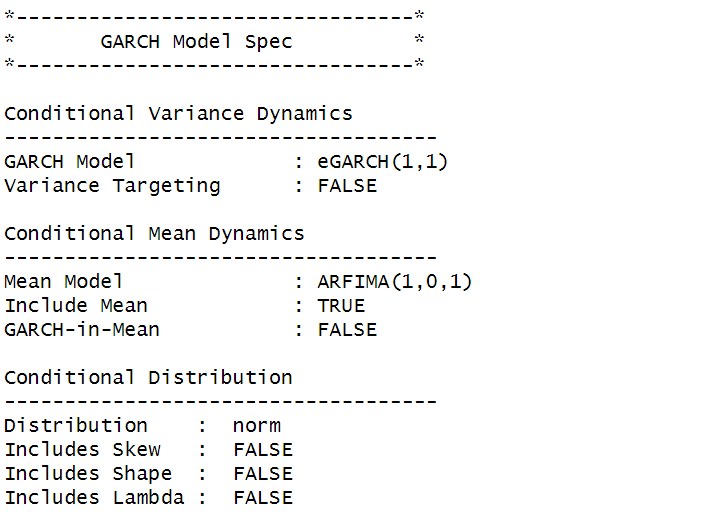 *---------------------------------*
*       GARCH Model Spec          *
*---------------------------------*
Conditional Variance Dynamics
------------------------------------
GARCH Model             : eGARCH(1,1)
Variance Targeting      : FALSE
Conditional Mean Dynamics
------------------------------------
Mean Model              : ARFIMA(1,0,1)
Include Mean            : TRUE
GARCH-in-Mean           : FALSE
Conditional Distribution
------------------------------------
Distribution    :  norm
Includes Skew   :  FALSE
Includes Shape  :  FALSE
Includes Lambda :  FALSE